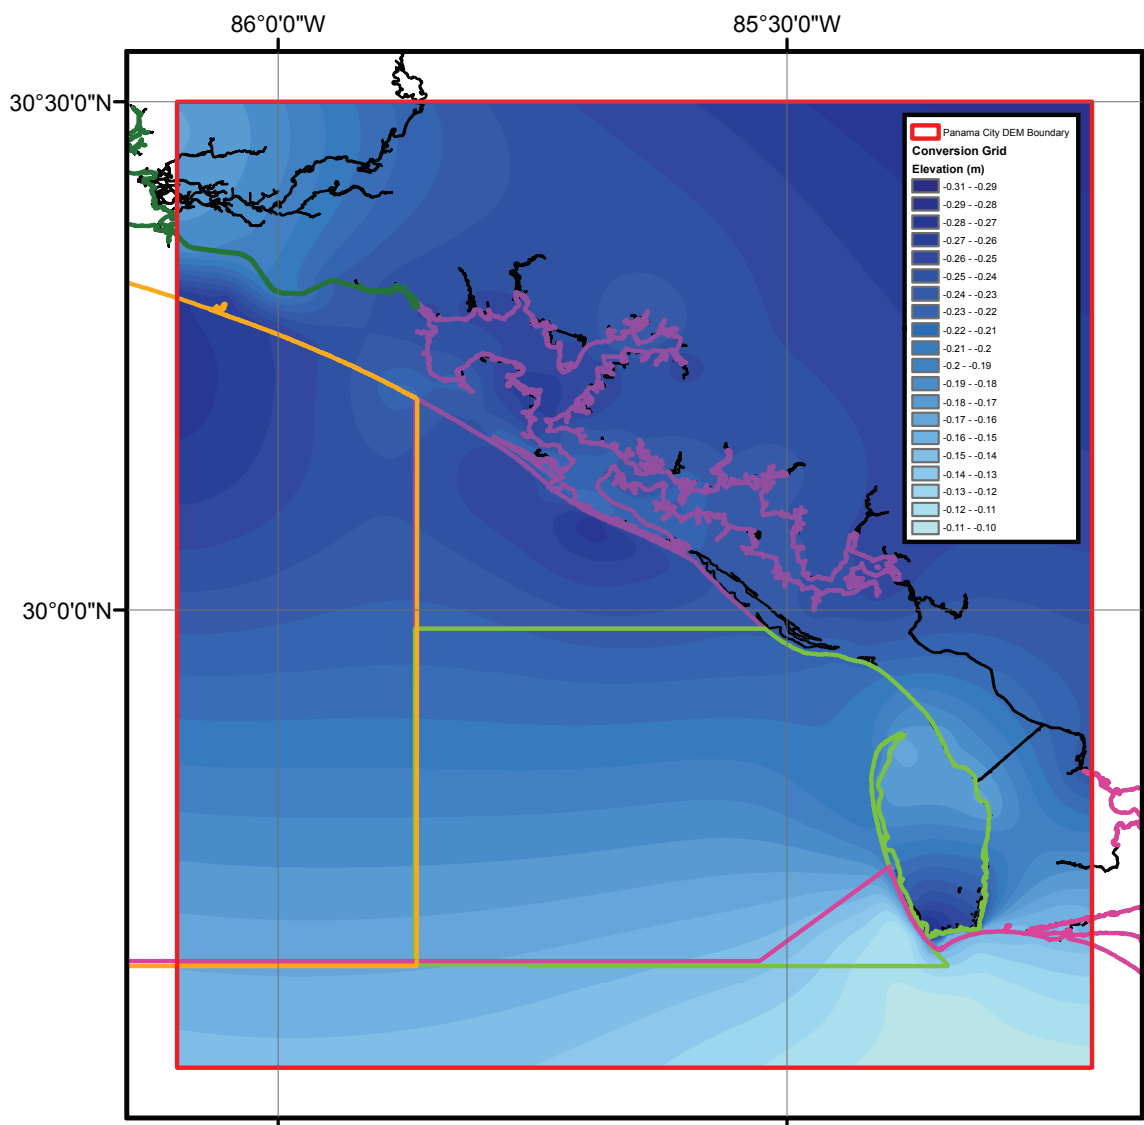 86°0'0"W
85°30'0"W
30°30'0"N
Panama City DEM Boundary
Conversion Grid
Elevation (m)
-0.31 - -0.29
-0.29 - -0.28
-0.28 - -0.27
-0.27 - -0.26
-0.26 - -0.25
-0.25 - -0.24
-0.24 - -0.23
-0.23 - -0.22
-0.22 - -0.21
-0.21 - -0.2
-0.2 - -0.19
-0.19 - -0.18
-0.18 - -0.17
-0.17 - -0.16
-0.16 - -0.15
-0.15 - -0.14
-0.14 - -0.13
-0.13 - -0.12
-0.12 - -0.11
-0.11 - -0.10
30°0'0"N